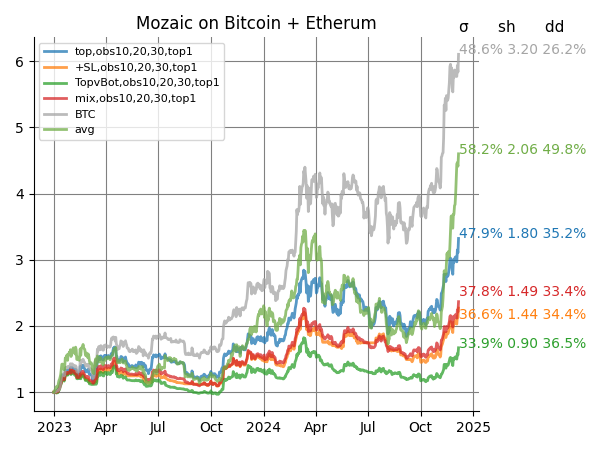 Mozaic on Bitcoin + Etherum
σ sh dd
top,obs10,20,30,top1
+SL,obs10,20,30,top1
TopvBot,obs10,20,30,top1
mix,obs10,20,30,top1
BTC
avg
48.6% 3.20 26.2%
58.2% 2.06 49.8%
47.9% 1.80 35.2%
37.8% 1.49 33.4%
36.6% 1.44 34.4%
33.9% 0.90 36.5%
6
5
4
3
2
1
2023 Apr Jul Oct 2024 Apr Jul Oct 2025